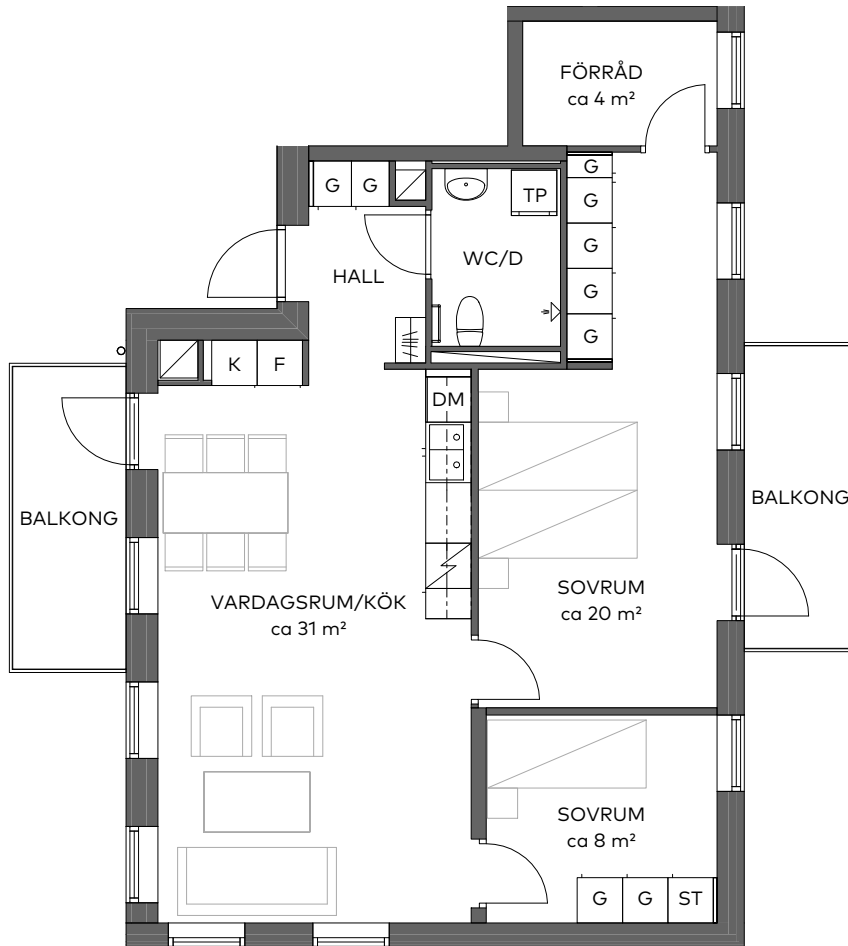 FÖRRÅD
ca 4 m²
G
G
G
TP
G
WC/D
G
HALL
G
G
K
F
DM
BALKONG
BALKONG
SOVRUM
ca 20 m²
VARDAGSRUM/KÖK
ca 31 m²
SOVRUM
ca 8 m²
G
G
ST